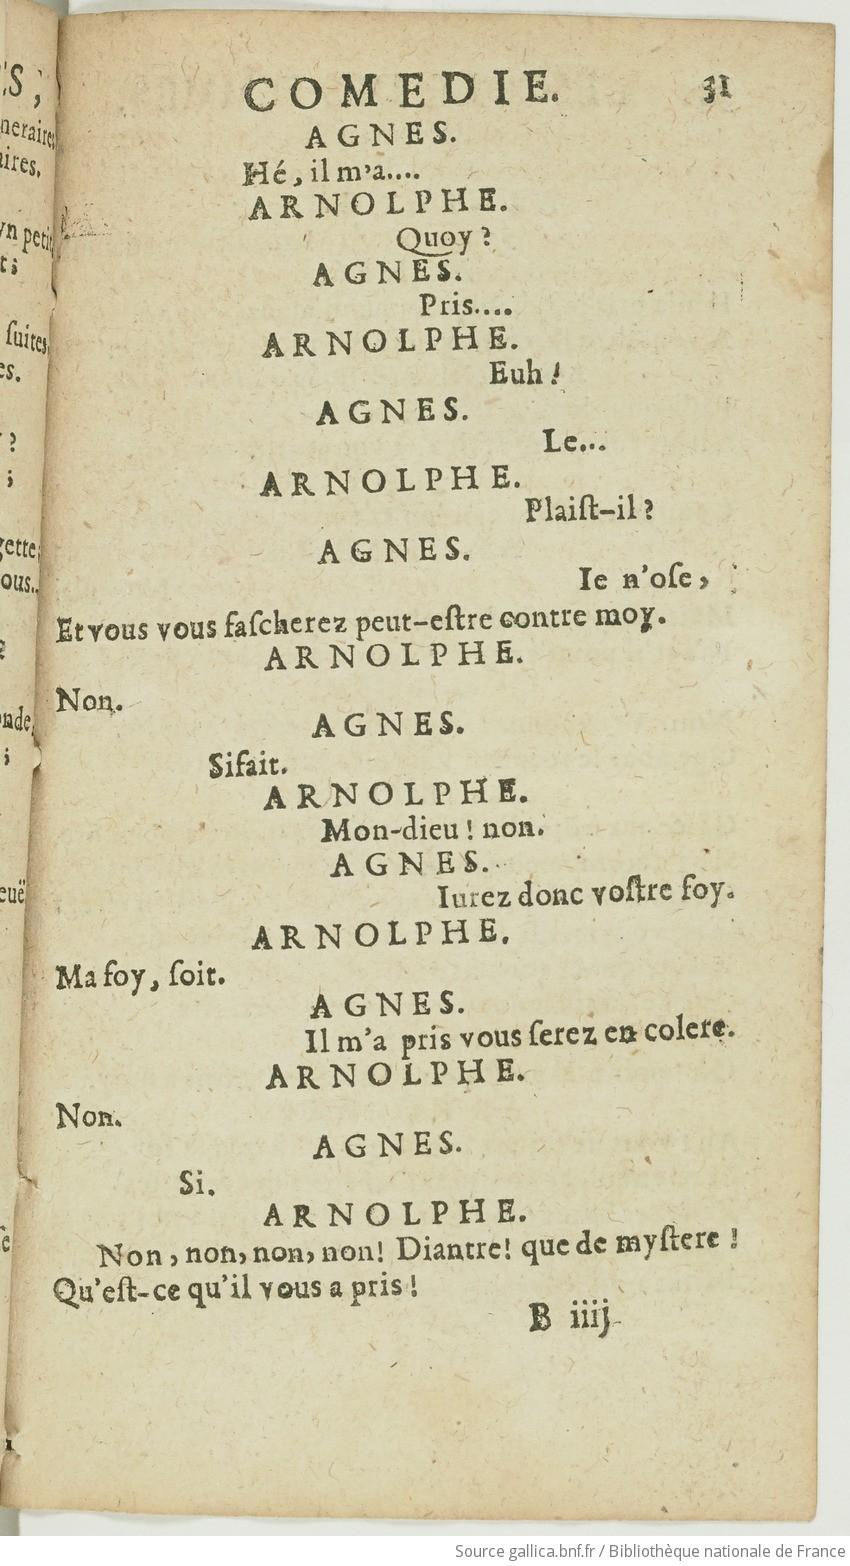 COMEDIE. 31
AGNES.
Hé, il m'a....
ARNOLPHE.
Quoy ?
AGNES.
Pris....
ARNOLPHE.
Euh !
AGNES.
Le...
ARNOLPHE.
Plaiſt-il ?
AGNES.
Ie n'oſe,
Et vous vous faſcherez peut-eſtre contre moy.
ARNOLPHE.
Non.
AGNES.
Si fait.
ARNOLPHE.
Mon-dieu ! non.
AGNES.
Iurez donc voſtre foy.
ARNOLPHE.
Ma foy, ſoit.
AGNES.
Il m'a pris vous ſerez en colere.
ARNOLPHE.
Non.
AGNES.
Si.
ARNOLPHE.
Non, non, non, non! Diantre! que de myſtere !
Qu'eſt-ce qu'il vous a pris !
B iiij
Source gallica.bnf.fr / Bibliothèque nationale de France